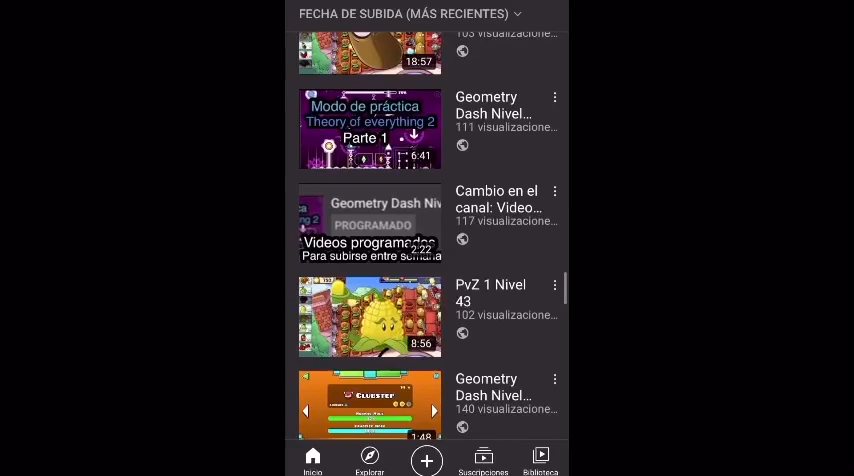 FECHA DE SUBIDA (MÁS RECIENTES)
103 visualizacione...
18:57
Modo de práctica
Theory of everything 2
Parte 1
6:41
Geometry
Dash Nivel...
111 visualizacione...
Geometry Dash Niv
PROGRAMADO
Videos programados
Para subirse entre semana
2:22
Cambio en el
canal: Video...
117 visualizacione...
8:56
PvZ 1 Nivel
43
102 visualizacione...
CLUBSTEP
1:48
Geometry
Dash Nivel...
140 visualizacione...
Inicio
Explorar
Suscripciones
Biblioteca